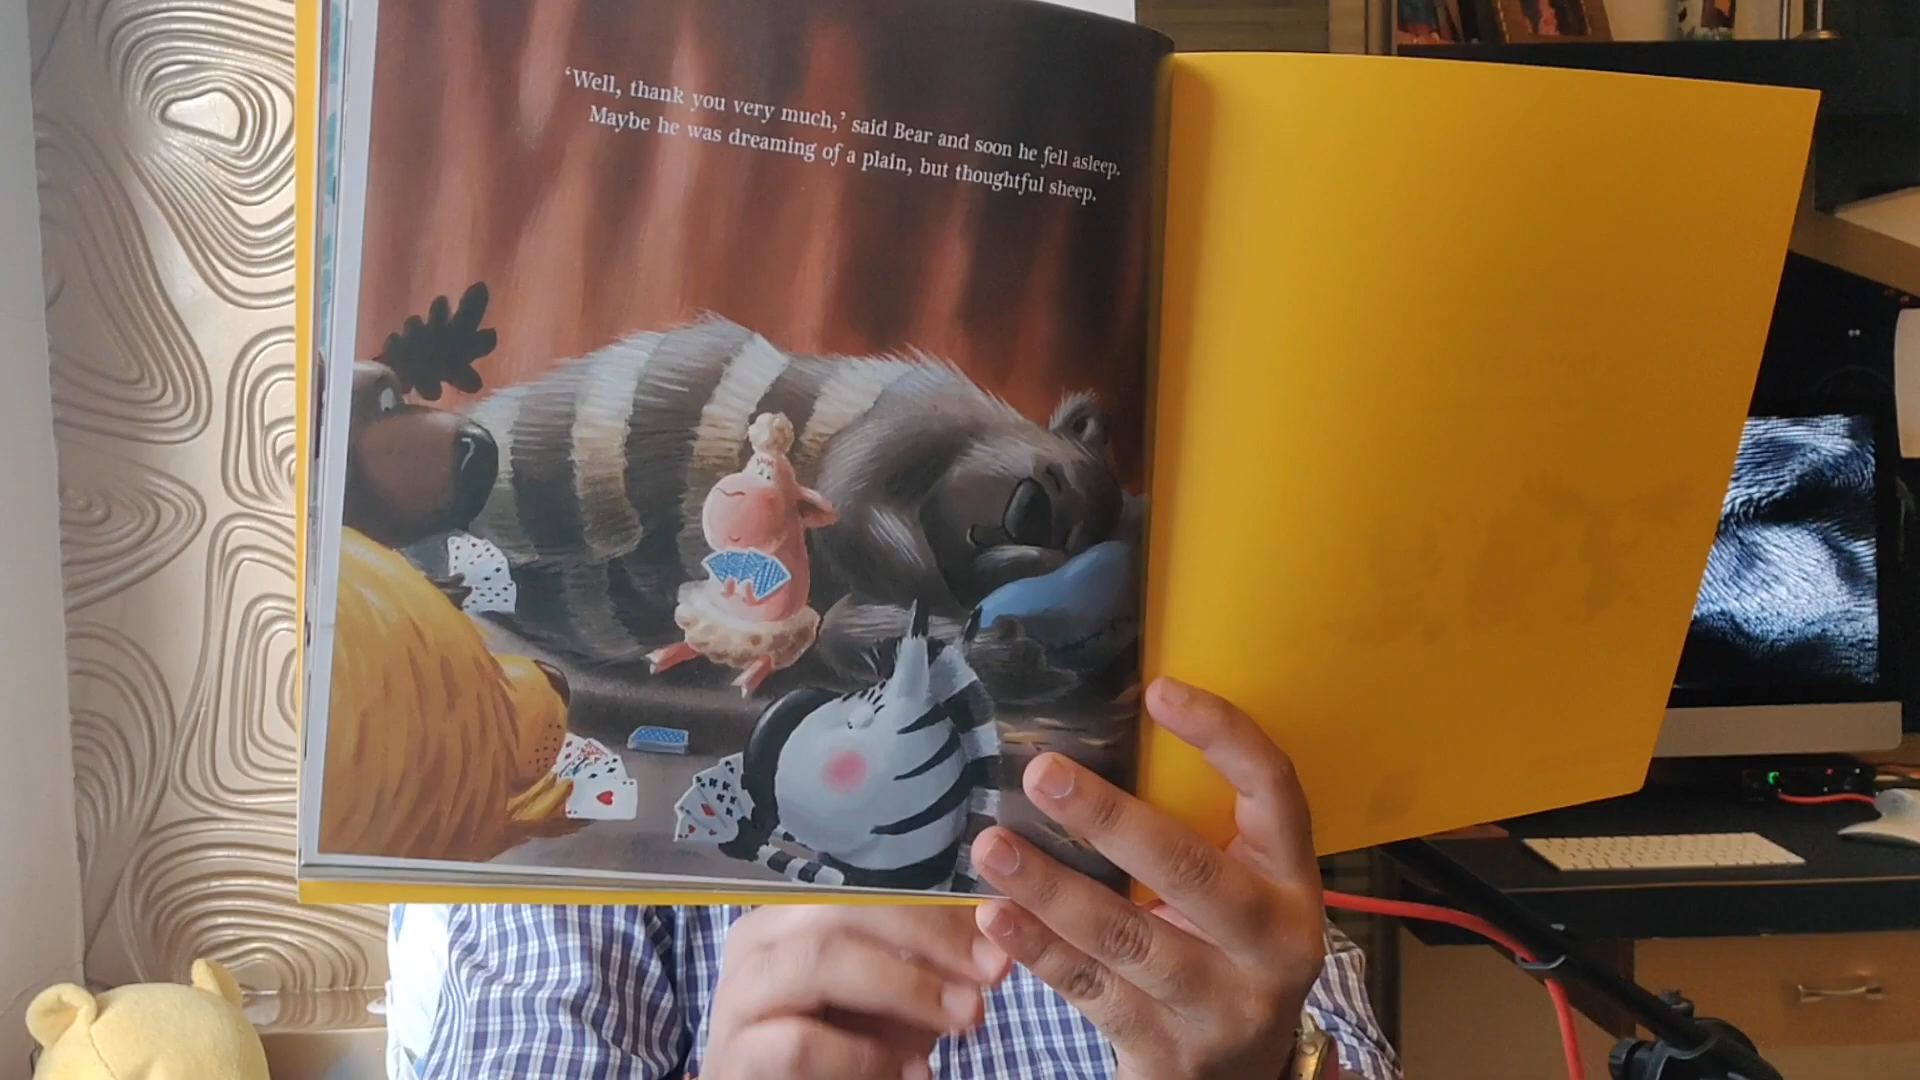 ‘Well, thank you very much,’ said Bear and soon he fell asleep.
Maybe he was dreaming of a plain, but thoughtful sheep.